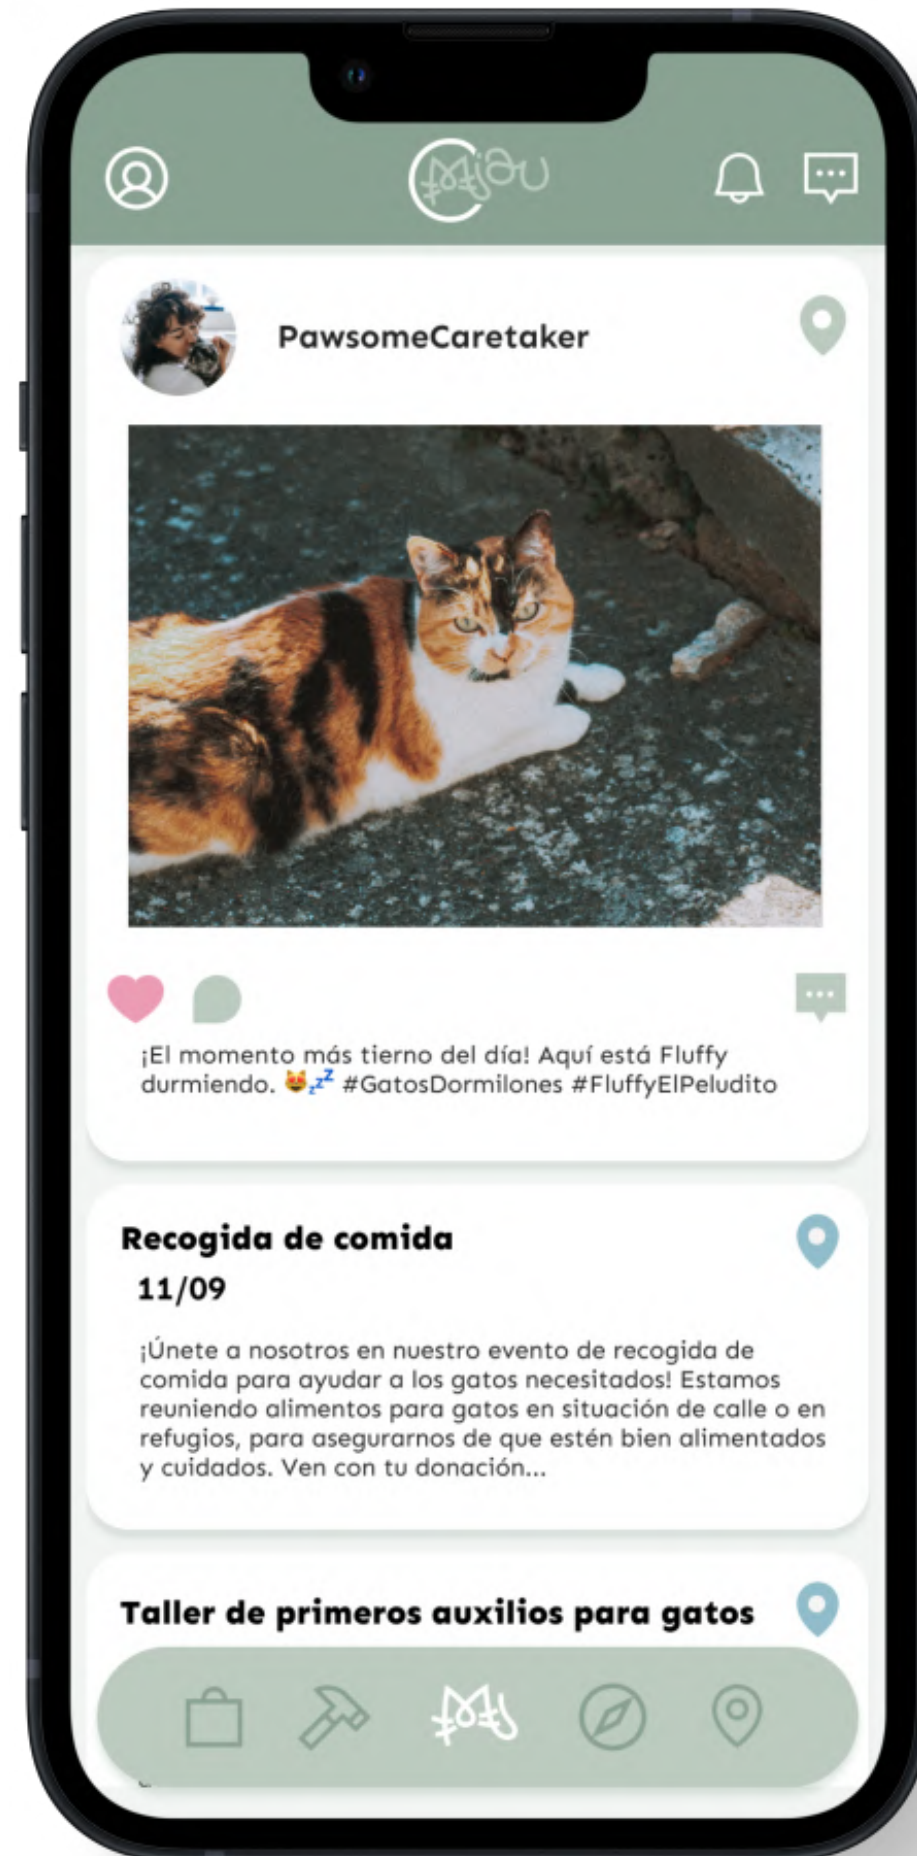 Mjau
PawsomeCaretaker
¡El momento más tierno del día! Aquí está Fluffy
durmiendo. 😻💤 #GatosDormilones #FluffyElPeludito
Recogida de comida
11/09
¡Únete a nosotros en nuestro evento de recogida de
comida para ayudar a los gatos necesitados! Estamos
reuniendo alimentos para gatos en situación de calle o en
refugios, para asegurarnos de que estén bien alimentados
y cuidados. Ven con tu donación...
Taller de primeros auxilios para gatos